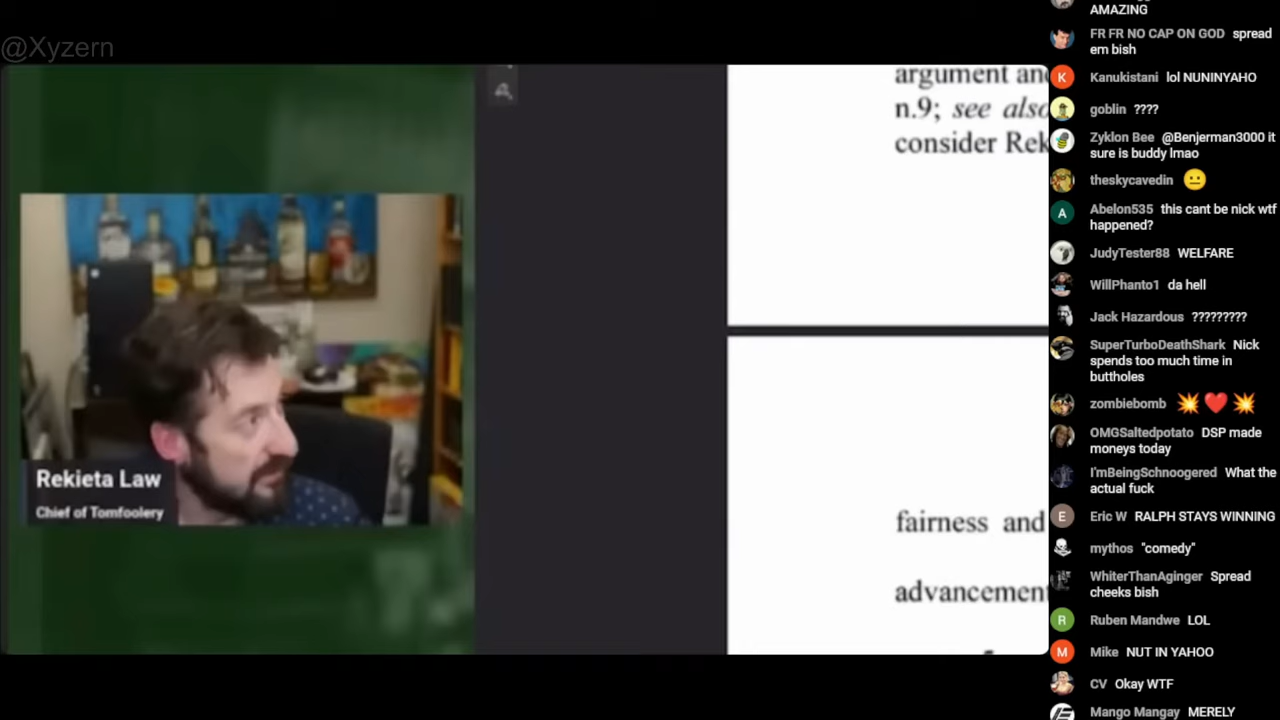 @Xyzern
argument and
n.9; see also
consider Rek
Rekieta Law
Chief of Tomfoolery
fairness and
advancement
AMAZING
FR FR NO CAP ON GOD spread
em bish
Kanukistani lol NUNINYAHO
goblin ????
Zyklon Bee @Benjerman3000 it
sure is buddy lmao
theskycavedin 😐
Abelon535 this cant be nick wtf
happened?
JudyTester88 WELFARE
WillPhanto1 da hell
Jack Hazardous ?????????
SuperTurboDeathShark Nick
spends too much time in
buttholes
zombiebomb 💥❤️💥
OMGSaltedpotato DSP made
moneys today
I'mBeingSchnoogered What the
actual fuck
Eric W RALPH STAYS WINNING
mythos "comedy"
WhiterThanAginger Spread
cheeks bish
Ruben Mandwe LOL
Mike NUT IN YAHOO
CV Okay WTF
Mango Mangay MERELY